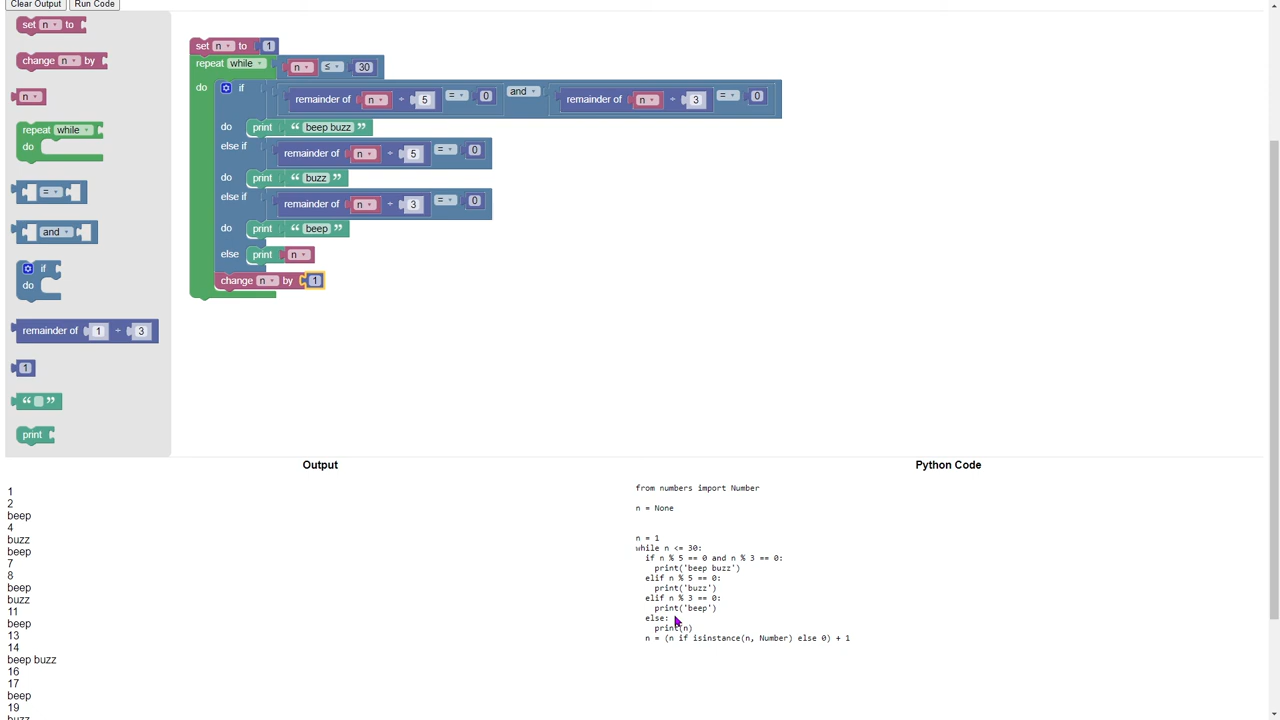 Clear Output Run Code
set n to
change n by
n
repeat while
do
=
and
if
do
remainder of 1 ÷ 3
1
“ ”
print
set n to 1
repeat while n ≤ 30
do if remainder of n ÷ 5 = 0 and remainder of n ÷ 3 = 0
do print “ beep buzz ”
else if remainder of n ÷ 5 = 0
do print “ buzz ”
else if remainder of n ÷ 3 = 0
do print “ beep ”
else print n
change n by 1
Output
1
2
beep
4
buzz
beep
7
8
beep
buzz
11
beep
13
14
beep buzz
16
17
beep
19
buzz
Python Code
from numbers import Number
n = None
n = 1
while n <= 30:
if n % 5 == 0 and n % 3 == 0:
print('beep buzz')
elif n % 5 == 0:
print('buzz')
elif n % 3 == 0:
print('beep')
else:
print(n)
n = (n if isinstance(n, Number) else 0) + 1